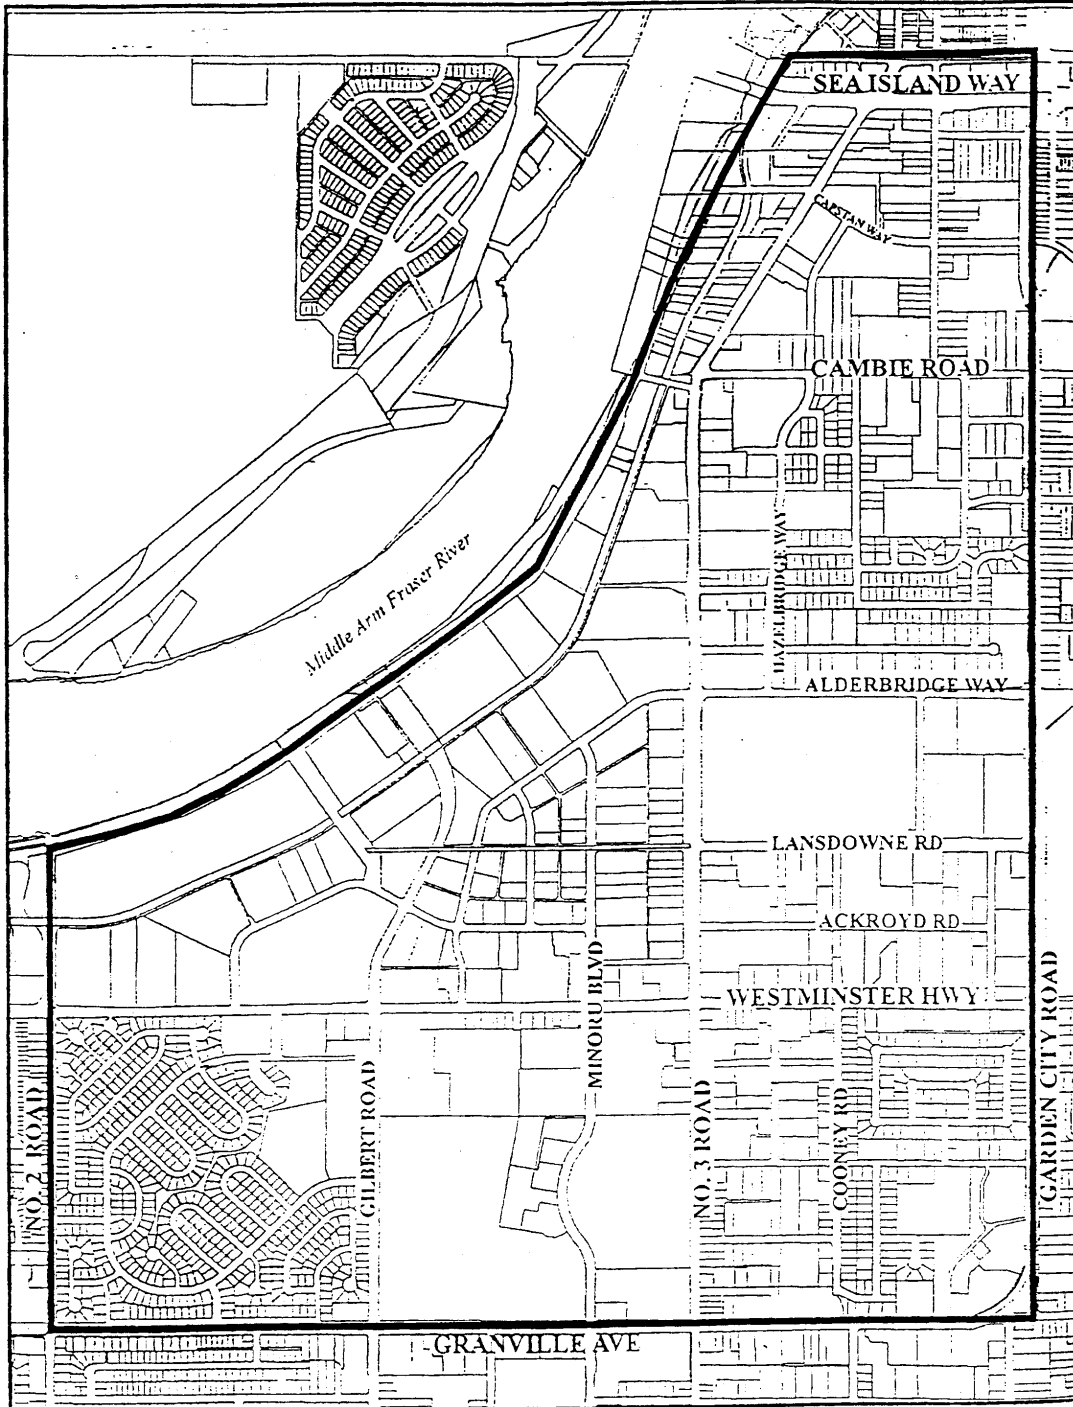 SEA ISLAND WAY
CAPSTAN WAY
CAMBIE ROAD
HAZELBRIDGE WAY
Middle Arm Fraser River
ALDERBRIDGE WAY
LANSDOWNE RD
ACKROYD RD
WESTMINSTER HWY
MINORU BLVD
GARDEN CITY ROAD
NO. 2 ROAD
GILBERT ROAD
NO. 3 ROAD
COONEY RD
GRANVILLE AVE